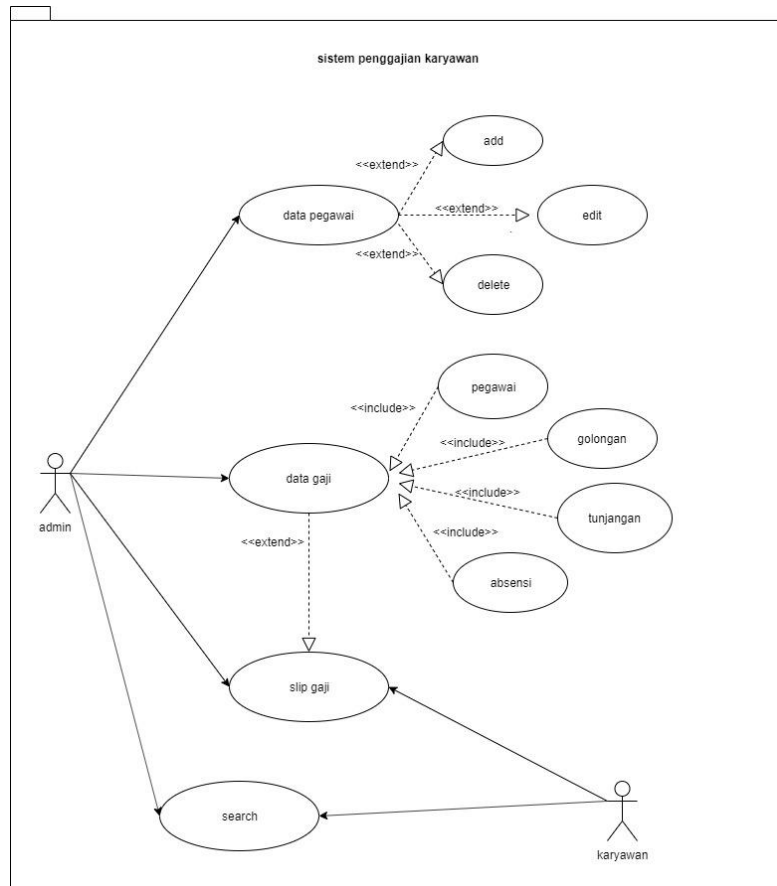 sistem penggajian karyawan
add
<<extend>>
data pegawai
<<extend>>
edit
<<extend>>
delete
pegawai
<<include>>
golongan
<<include>>
data gaji
<<include>>
tunjangan
admin
<<extend>>
<<include>>
absensi
slip gaji
search
karyawan